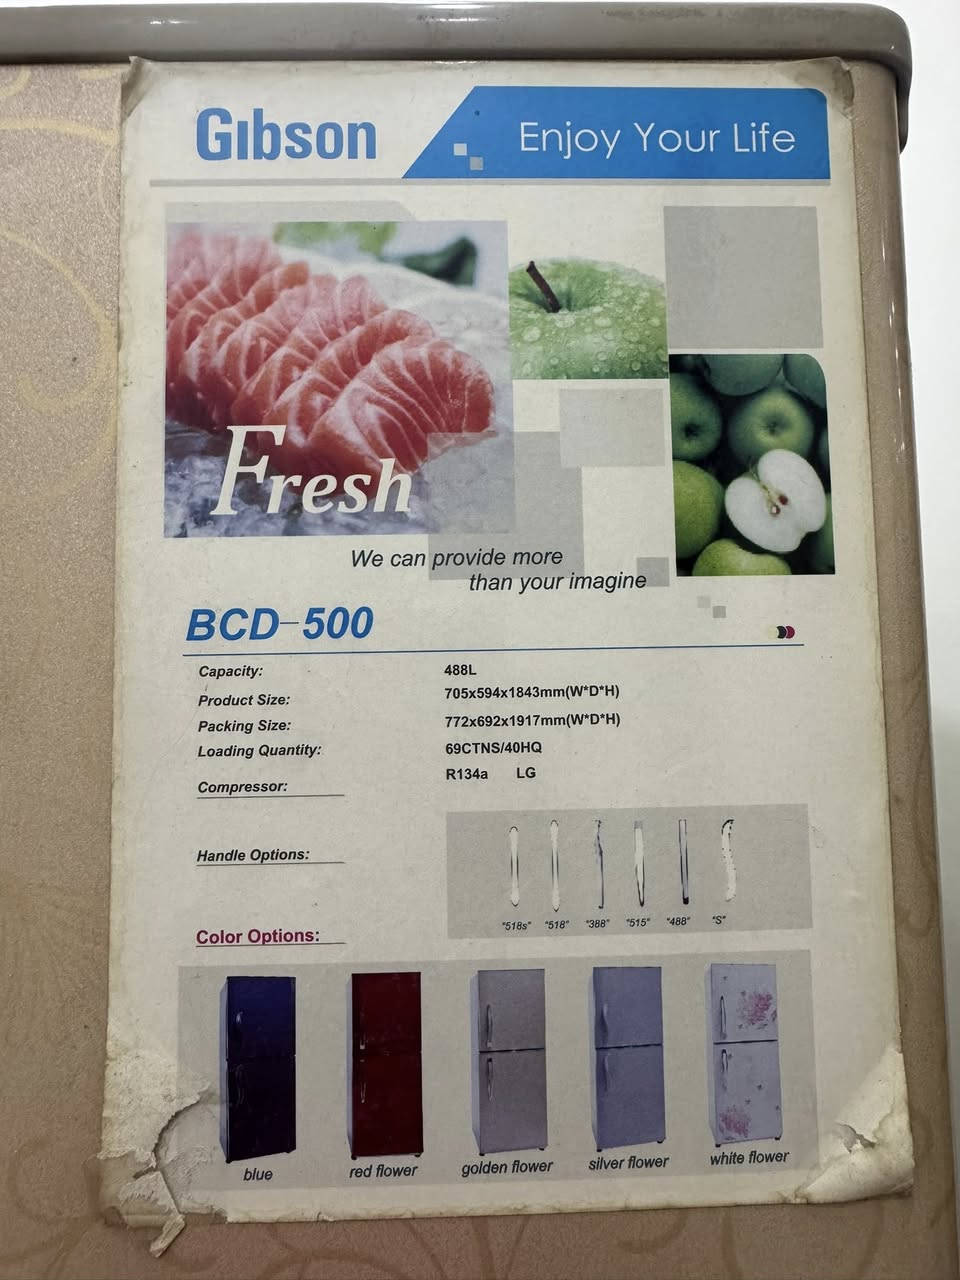 Gibson
Enjoy Your Life
Fresh
We can provide more
than your imagine
BCD-500
Capacity: 488L
Product Size: 705x594x1843mm(W*D*H)
Packing Size: 772x692x1917mm(W*D*H)
Loading Quantity: 69CTNS/40HQ
Compressor: R134a LG
Handle Options:
"518s" "518" "388" "515" "488" "S"
Color Options:
blue red flower golden flower silver flower white flower